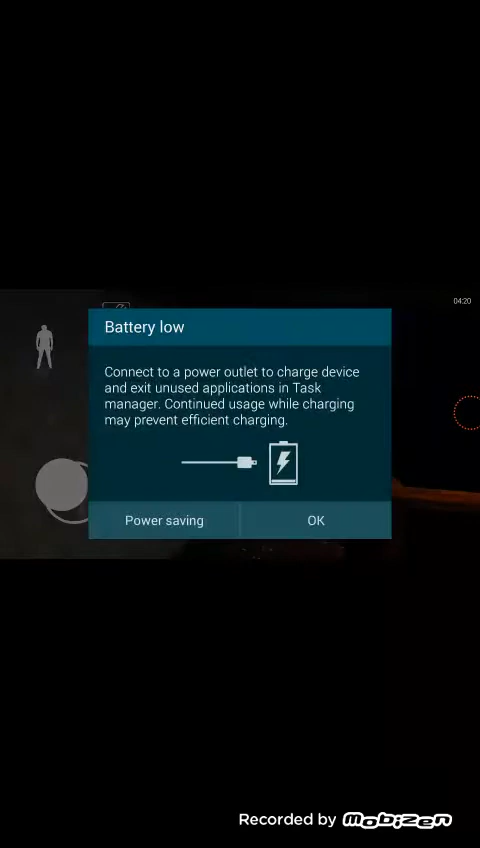 04:20
Battery low
Connect to a power outlet to charge device
and exit unused applications in Task
manager. Continued usage while charging
may prevent efficient charging.
Power saving
OK
Recorded by Mobizen